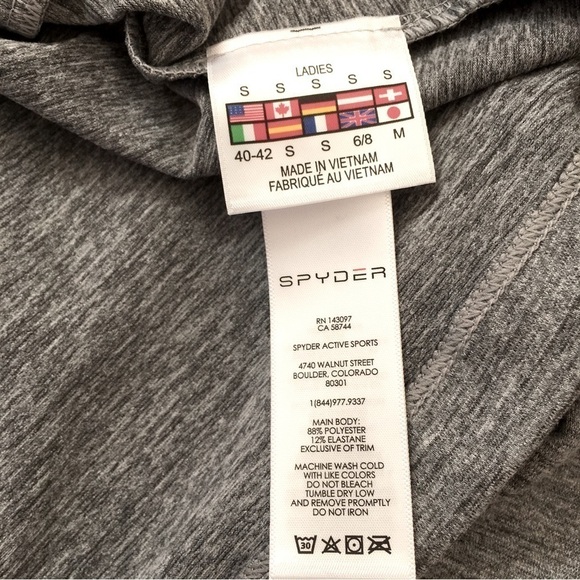 LADIES
S S S S S
40-42 S S 6/8 M
MADE IN VIETNAM
FABRIQUÉ AU VIETNAM
SPYDER
RN 143097
CA 58744
SPYDER ACTIVE SPORTS
4740 WALNUT STREET
BOULDER, COLORADO
80301
1(844)977.9337
MAIN BODY:
88% POLYESTER
12% ELASTANE
EXCLUSIVE OF TRIM
MACHINE WASH COLD
WITH LIKE COLORS
DO NOT BLEACH
TUMBLE DRY LOW
AND REMOVE PROMPTLY
DO NOT IRON
30